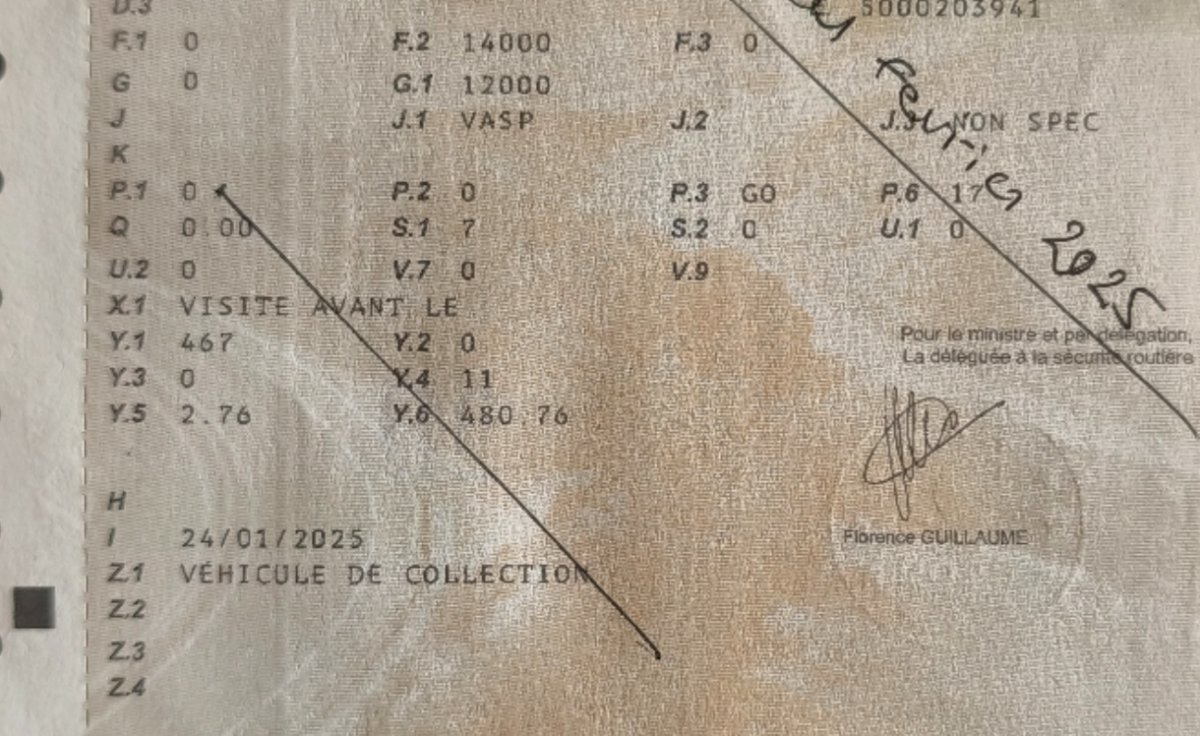 D.3 5000203941
F.1 0 F.2 14000 F.3 0
G 0 G.1 12000
J J.1 VASP J.2 J.3 NON SPEC
K
P.1 0 P.2 0 P.3 GO P.6 17
Q 0.00 S.1 7 S.2 0 U.1 0
U.2 0 V.7 0 V.9
X.1 VISITE AVANT LE
Y.1 467 Y.2 0
Y.3 0 Y.4 11
Y.5 2.76 Y.6 480.76
2025
Pour le ministre et par délégation,
La déléguée à la sécurité routière
H
I 24/01/2025
Florence GUILLAUME
Z.1 VÉHICULE DE COLLECTION
Z.2
Z.3
Z.4